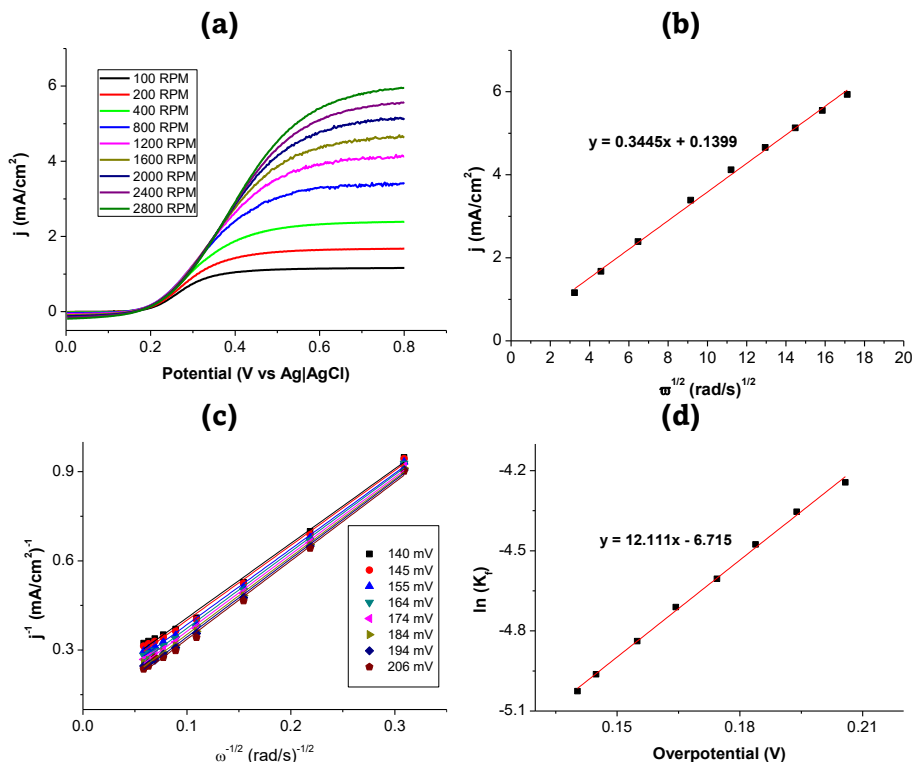 (a)
6
4
2
0
j (mA/cm²)
100 RPM
200 RPM
400 RPM
800 RPM
1200 RPM
1600 RPM
2000 RPM
2400 RPM
2800 RPM
0.0 0.2 0.4 0.6 0.8
Potential (V vs Ag|AgCl)
(b)
6
4
2
0
j (mA/cm²)
y = 0.3445x + 0.1399
0 2 4 6 8 10 12 14 16 18 20
ϖ^1/2 (rad/s)^1/2
(c)
0.9
0.6
0.3
j^-1 (mA/cm²)^-1
140 mV
145 mV
155 mV
164 mV
174 mV
184 mV
194 mV
206 mV
0.0 0.1 0.2 0.3
ω^-1/2 (rad/s)^-1/2
(d)
-4.2
-4.5
-4.8
-5.1
ln (K_f)
y = 12.111x - 6.715
0.15 0.18 0.21
Overpotential (V)